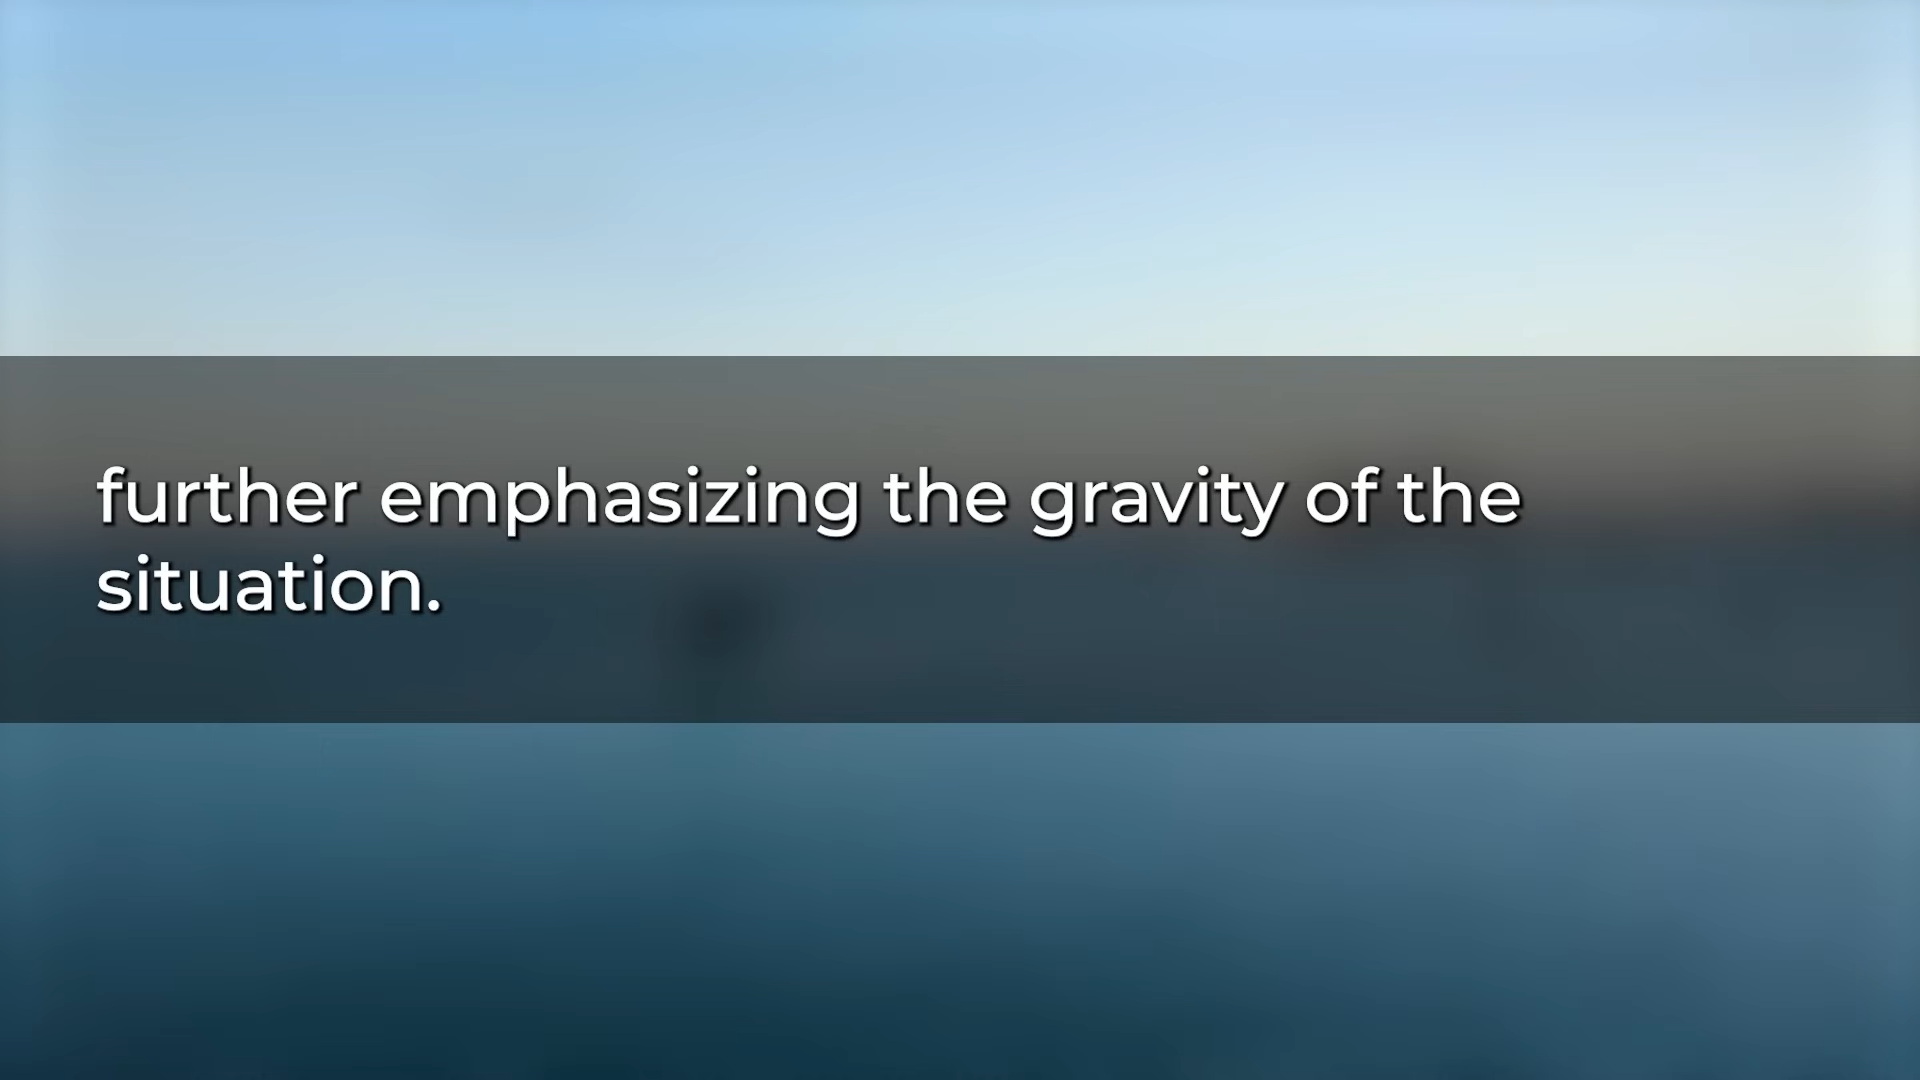 further emphasizing the gravity of the
situation.